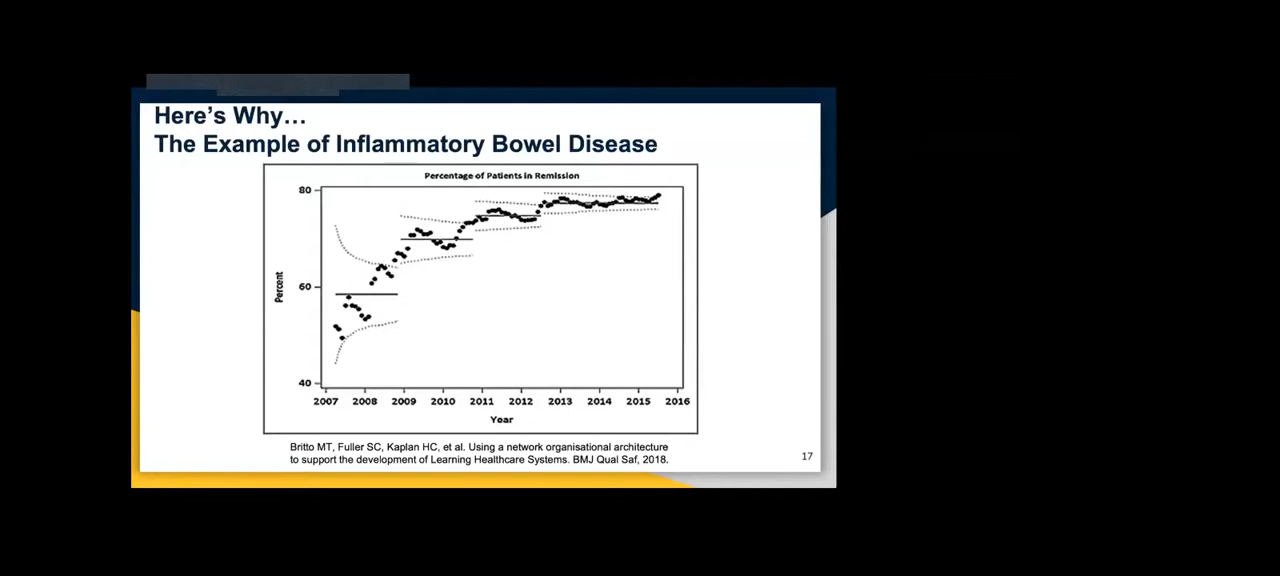 Here's Why…
The Example of Inflammatory Bowel Disease
Percentage of Patients in Remission
80
60
40
Percent
2007 2008 2009 2010 2011 2012 2013 2014 2015 2016
Year
Britto MT, Fuller SC, Kaplan HC, et al. Using a network organisational architecture
to support the development of Learning Healthcare Systems. BMJ Qual Saf, 2018.
17